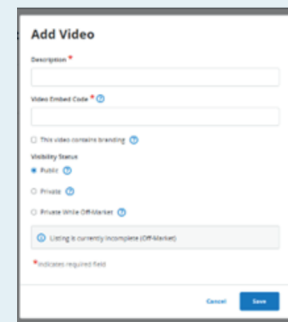 Add Video
Description *
Video Embed Code *
This video contains branding
Visibility Status
Public
Private
Private While Off-Market
Listing is currently incomplete (Off-Market)
*Indicates required field
Cancel Save